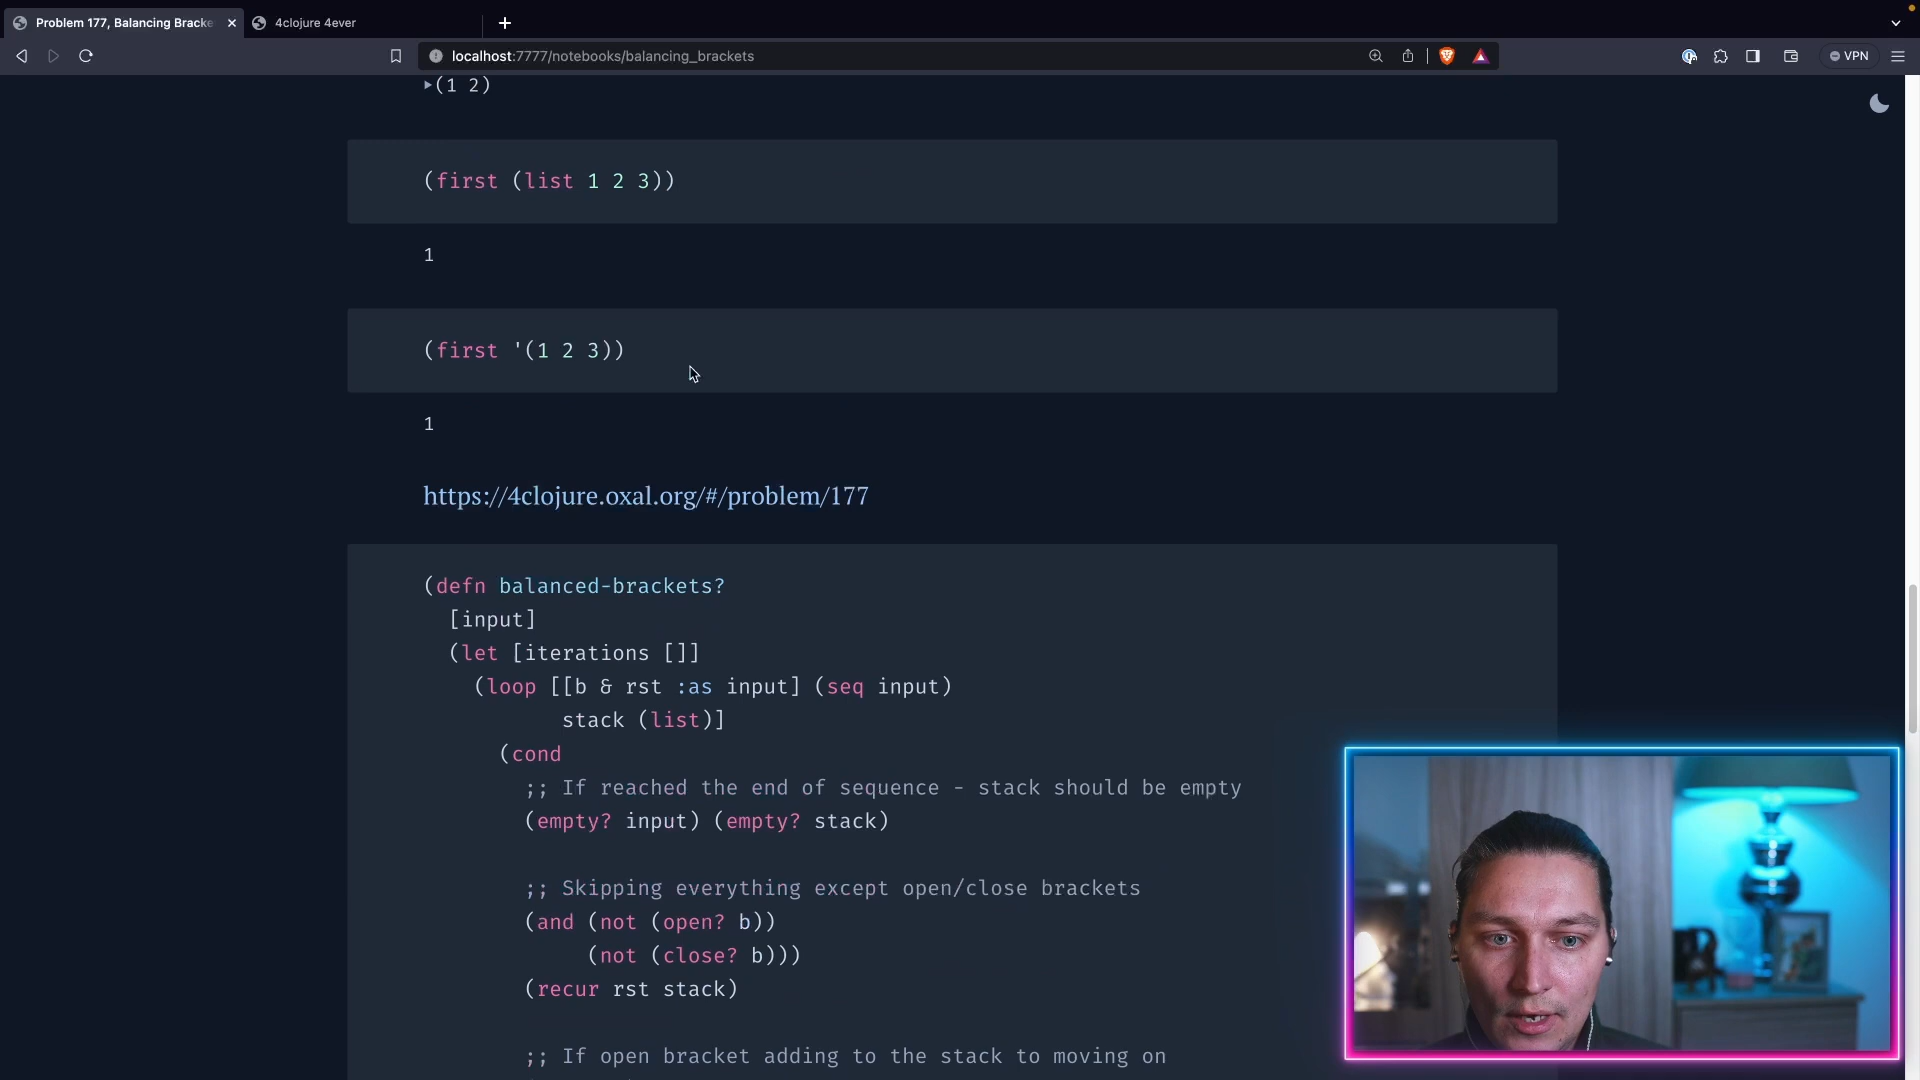 Problem 177, Balancing Bracke
4clojure 4ever
localhost:7777/notebooks/balancing_brackets
VPN
(1 2)
(first (list 1 2 3))
1
(first '(1 2 3))
1
https://4clojure.oxal.org/#/problem/177
(defn balanced-brackets?
[input]
(let [iterations []]
(loop [[b & rst :as input] (seq input)
stack (list)]
(cond
;; If reached the end of sequence - stack should be empty
(empty? input) (empty? stack)
;; Skipping everything except open/close brackets
(and (not (open? b))
(not (close? b)))
(recur rst stack)
;; If open bracket adding to the stack to moving on